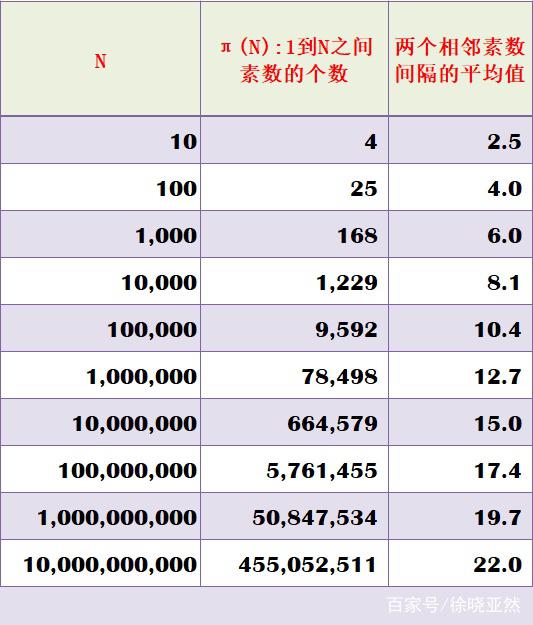 N
π(N):1到N之间
素数的个数
两个相邻素数
间隔的平均值
10 4 2.5
100 25 4.0
1,000 168 6.0
10,000 1,229 8.1
100,000 9,592 10.4
1,000,000 78,498 12.7
10,000,000 664,579 15.0
100,000,000 5,761,455 17.4
1,000,000,000 50,847,534 19.7
10,000,000,000 455,052,511 22.0
百家号/徐晓亚然